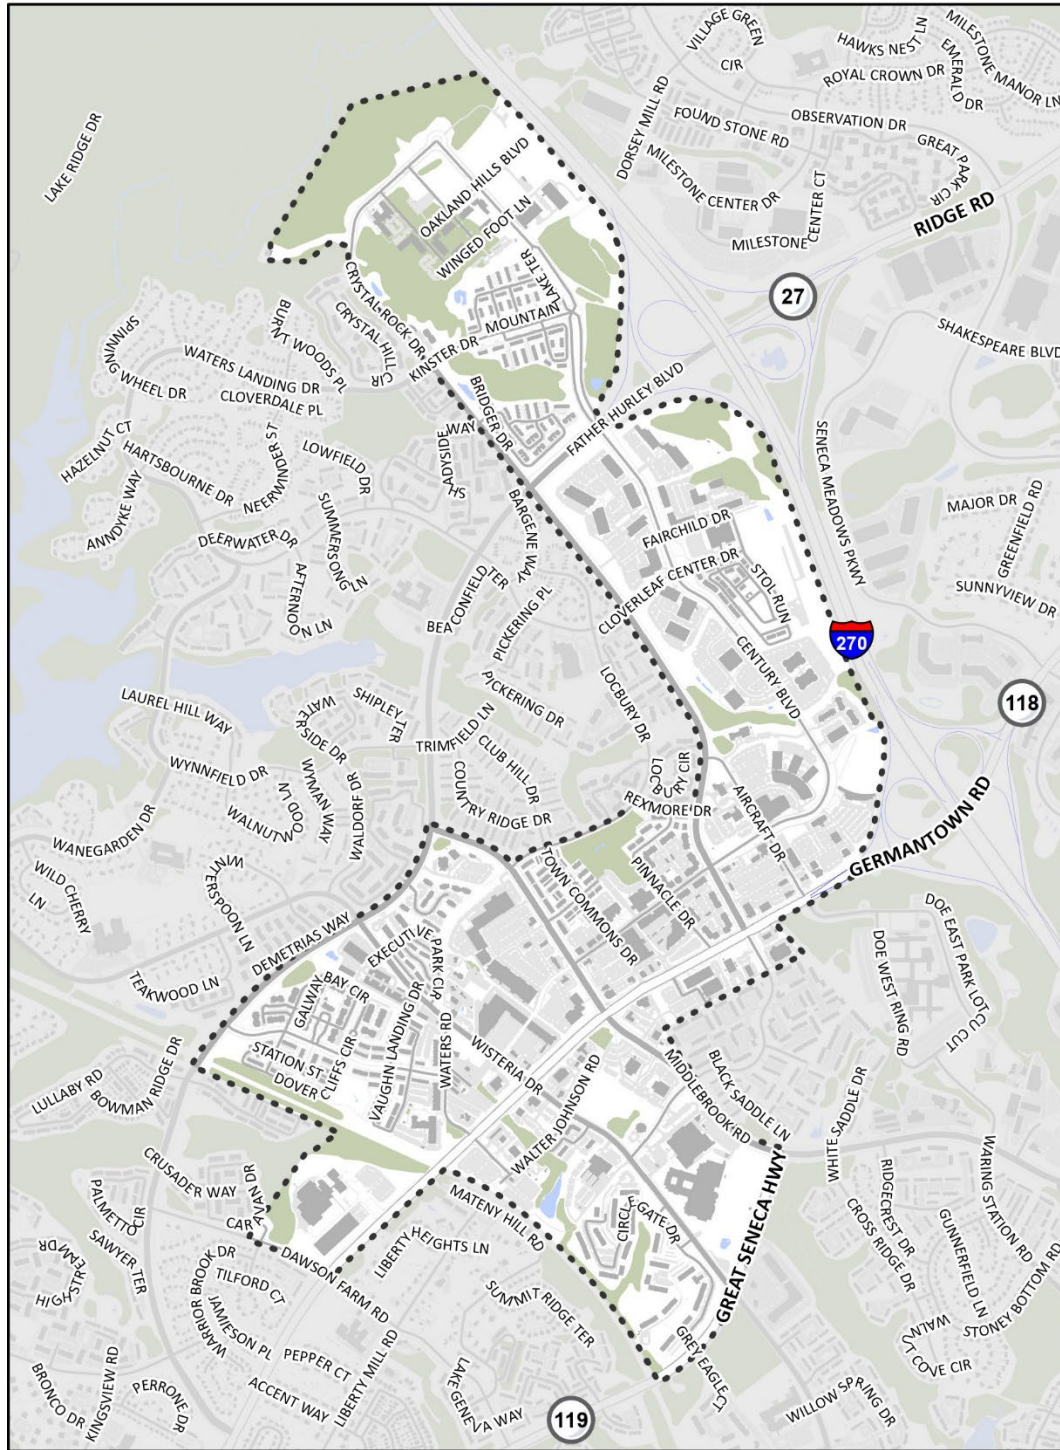 VILLAGE GREEN
CIR
HAWKS NEST LN
MILESTONE MANOR LN
EMERALD DR
ROYAL CROWN DR
DORSEY MILL RD
OBSERVATION DR
FOUND STONE RD
GREAT PARK CIR
LAKE RIDGE DR
MILESTONE CENTER DR
CENTER CT
MILESTONE
RIDGE RD
OAKLAND HILLS BLVD
WINGED FOOT LN
LAKE TER
MOUNTAIN
27
CRYSTAL ROCK DR
CRYSTAL HILL CIR
KINSTER DR
BURNT WOODS PL
SPINNING WHEEL DR
WATERS LANDING DR
CLOVERDALE PL
SHAKESPEARE BLVD
BRIDGER DR
FATHER HURLEY BLVD
HAZELNUT CT
HARTSBOURNE DR
NEERWINDER ST
LOWFIELD DR
SHADYSIDE WAY
SENECA MEADOWS PKWY
ANNDYKE WAY
SUMMERSONG LN
DEERWATER DR
BARGENE WAY
MAJOR DR
GREENFIELD RD
FAIRCHILD DR
CLOVERLEAF CENTER DR
STOL RUN
SUNNYVIEW DR
AFTERNOON LN
BEACONFIELD TER
PICKERING PL
270
CENTURY BLVD
118
LAUREL HILL WAY
WATERSIDE DR
SHIPLEY TER
PICKERING DR
LOCBURY DR
TRIMFIELD LN
CLUB HILL DR
LOCBURY CIR
WYNNFIELD DR
WYMAN WAY
WALDORF DR
COUNTRY RIDGE DR
REXMORE DR
AIRCRAFT DR
WALNUTWOOD LN
WANEGARDEN DR
GERMANTOWN RD
WILD CHERRY LN
WINTERSPOON LN
TOWN COMMONS DR
PINNACLE DR
DEMETRIAS WAY
EXECUTIVE PARK CIR
DOE EAST PARK LOT
CU CUT
DOE WEST RING RD
TEAKWOOD LN
GALWAY BAY CIR
VAUGHN LANDING DR
WATERS RD
WISTERIA DR
STATION ST
DOVER CLIFFS CIR
LULLABY RD
BOWMAN RIDGE DR
WALTER JOHNSON RD
MIDDLEBROOK RD
BLACK SADDLE LN
WHITE SADDLE DR
WARING STATION RD
CRUSADER WAY
CARAVAN DR
PALMETTO CIR
SAWYER TER
HIGHSTREAM DR
MATENY HILL RD
CIRCLE GATE DR
RIDGECREST DR
CROSS RIDGE DR
GUNNERFIELD LN
STONEY BOTTOM RD
GREAT SENECA HWY
LIBERTY HEIGHTS LN
DAWSON FARM RD
WARRIOR BROOK DR
TILFORD CT
JAMIESON PL
PEPPER CT
SUMMIT RIDGE TER
GREY EAGLE CT
WALNUT COVE CIR
ACCENT WAY
LIBERTY MILL RD
LAKE GENEVA WAY
BRONCO DR
KINGSVIEW RD
PERRONE DR
WILLOW SPRING DR
119